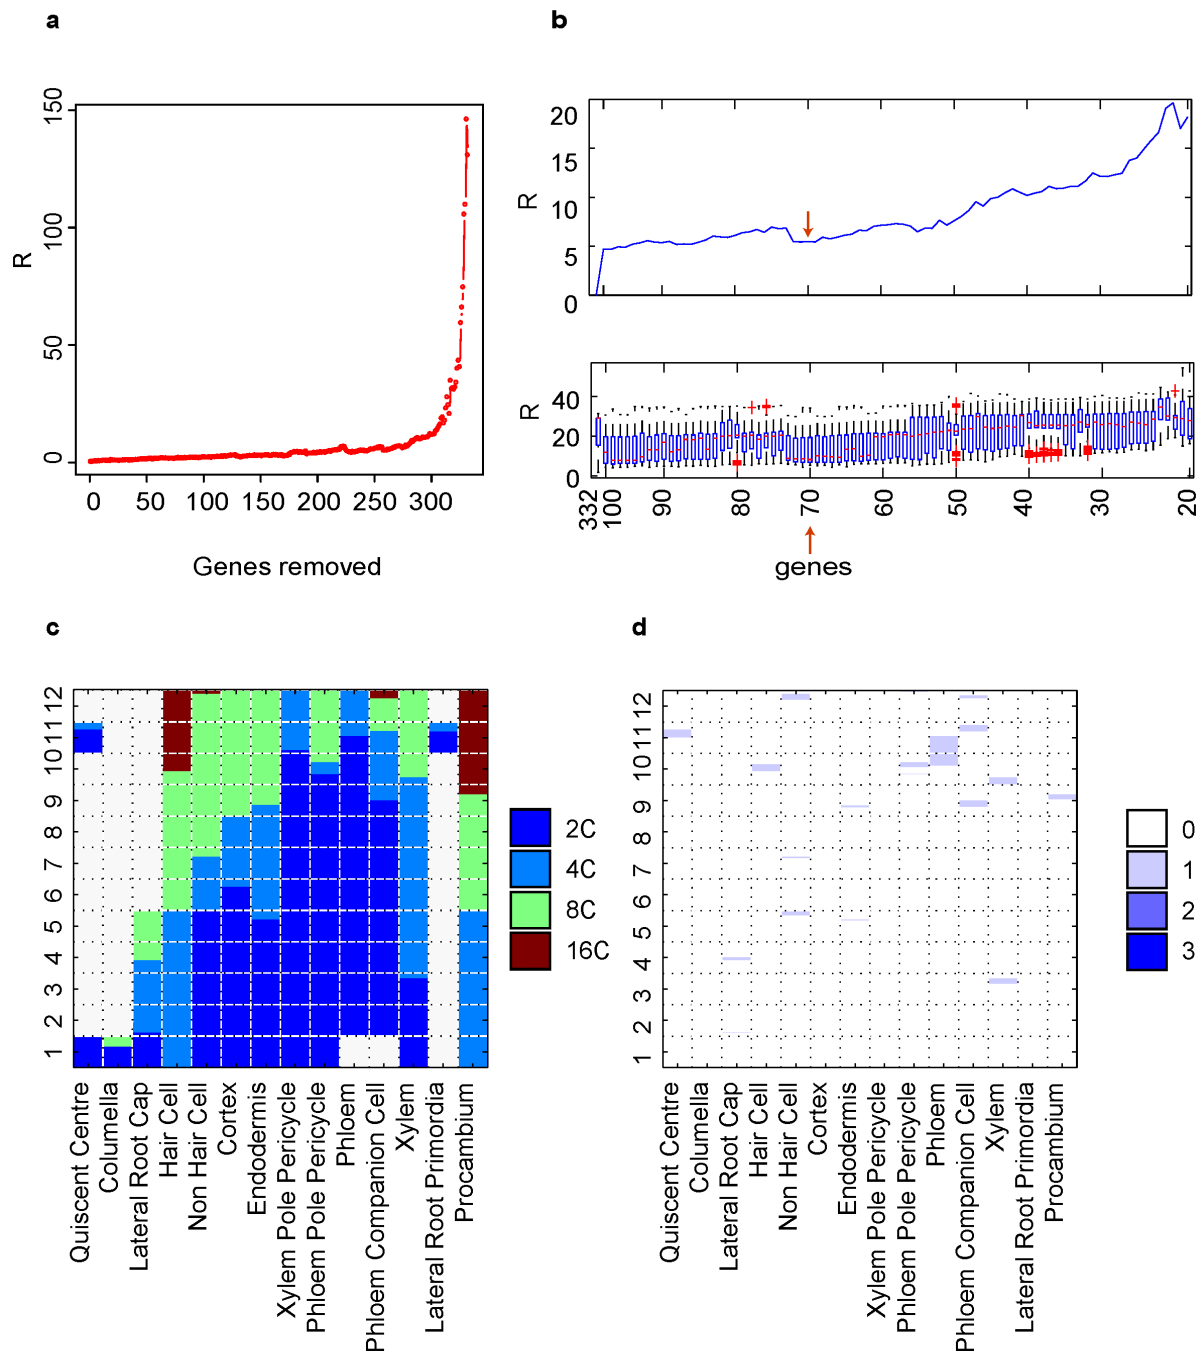 a
150
100
50
0
R
0 50 100 150 200 250 300
Genes removed
b
20
15
10
5
0
R
40
20
0
R
332 100 90 80 70 60 50 40 30 20
genes
c
12
11
10
9
8
7
6
5
4
3
2
1
Quiscent Centre
Columella
Lateral Root Cap
Hair Cell
Non Hair Cell
Cortex
Endodermis
Xylem Pole Pericycle
Phloem Pole Pericycle
Phloem
Phloem Companion Cell
Xylem
Lateral Root Primordia
Procambium
2C
4C
8C
16C
d
12
11
10
9
8
7
6
5
4
3
2
1
Quiscent Centre
Columella
Lateral Root Cap
Hair Cell
Non Hair Cell
Cortex
Endodermis
Xylem Pole Pericycle
Phloem Pole Pericycle
Phloem
Phloem Companion Cell
Xylem
Lateral Root Primordia
Procambium
0
1
2
3